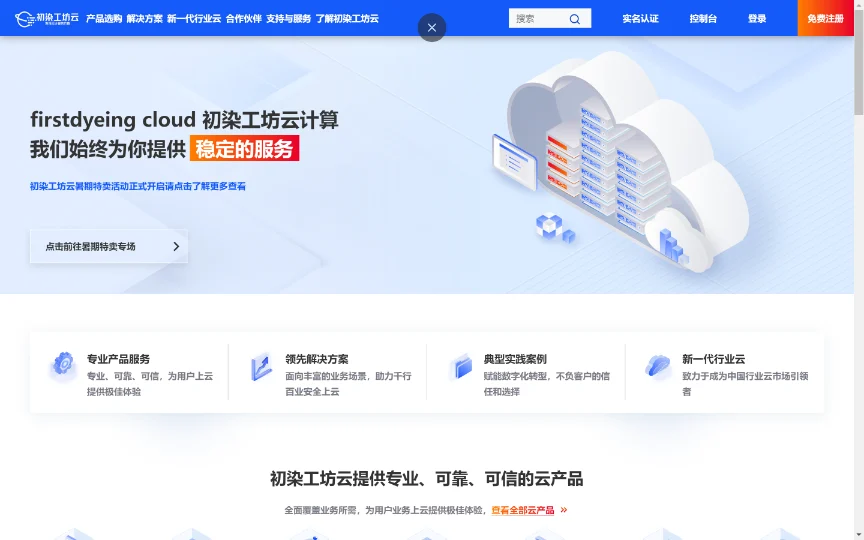 初染工坊云
产品选购 解决方案 新一代行业云 合作伙伴 支持与服务 了解初染工坊云
搜索
实名认证
控制台
登录
免费注册
firstdyeing cloud 初染工坊云计算
我们始终为你提供 稳定的服务
初染工坊云暑期特卖活动正式开启请点击了解更多查看
点击前往暑期特卖专场
专业产品服务
专业、可靠、可信，为用户上云
提供极佳体验
领先解决方案
面向丰富的业务场景，助力千行
百业安全上云
典型实践案例
赋能数字化转型，不负客户的信
任和选择
新一代行业云
致力于成为中国行业云市场引领
者
初染工坊云提供专业、可靠、可信的云产品
全面覆盖业务所需，为用户业务上云提供极佳体验，查看全部云产品 »